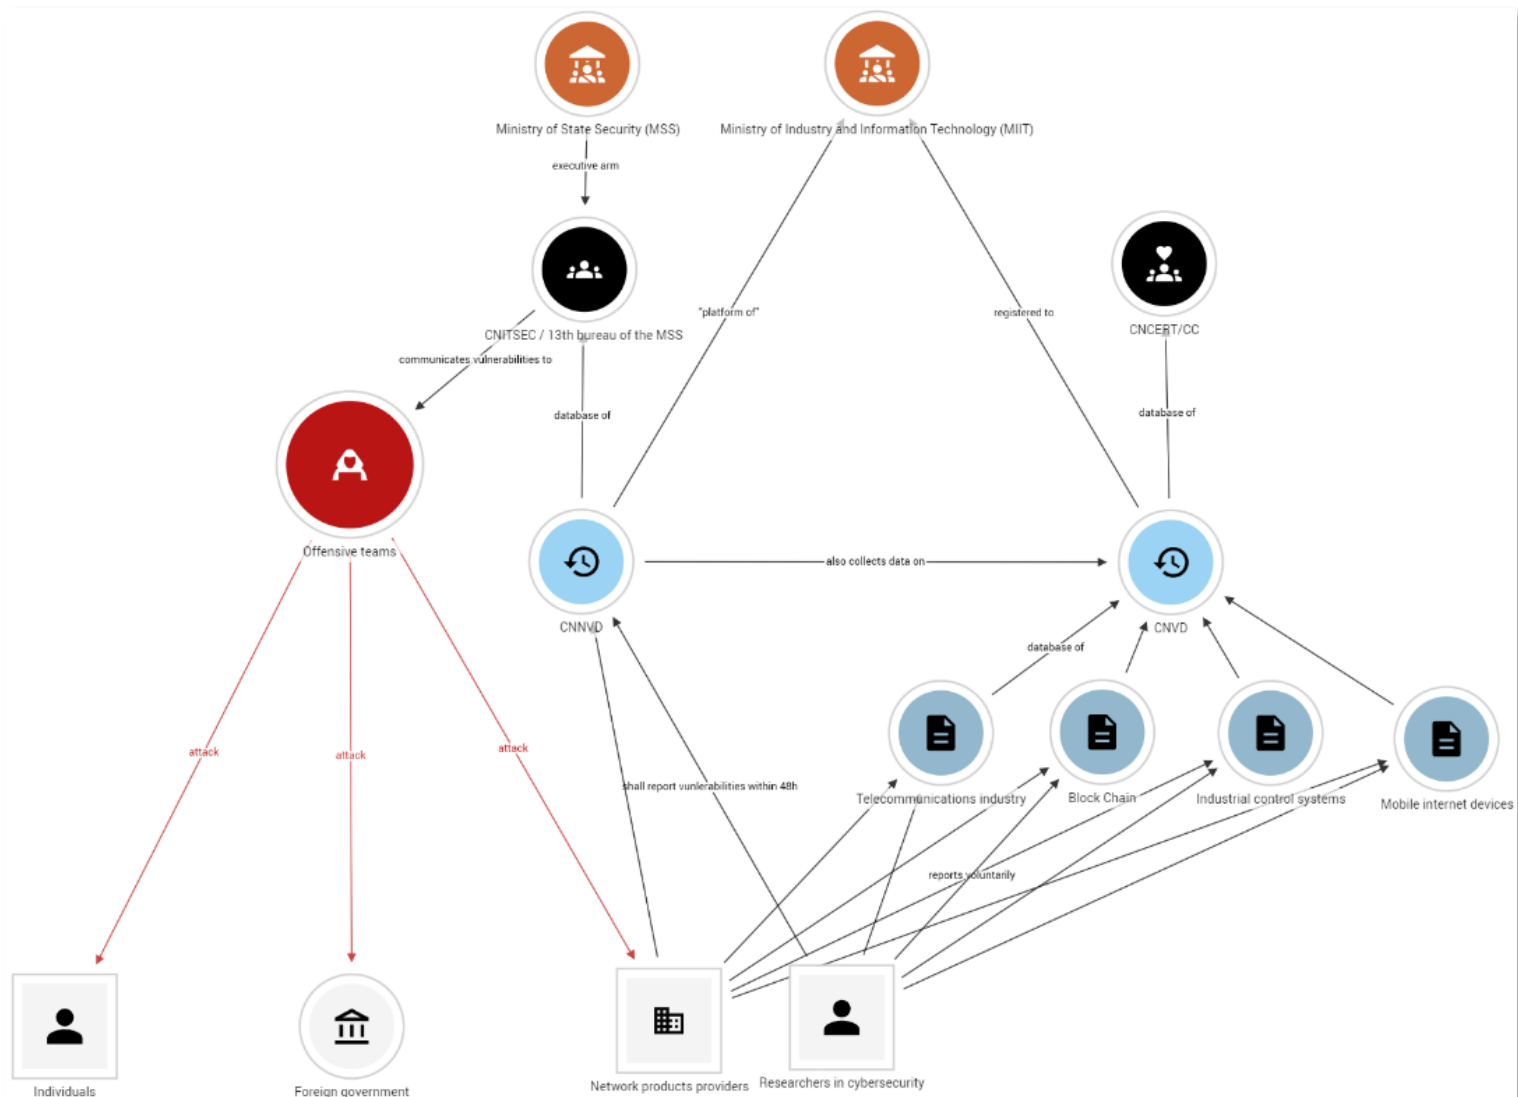 Ministry of State Security (MSS)
Ministry of Industry and Information Technology (MIIT)
executive arm
"platform of"
registered to
CNCERT/CC
CNITSEC / 13th bureau of the MSS
communicates vulnerabilities to
database of
database of
Offensive teams
also collects data on
CNNVD
CNVD
database of
attack
attack
attack
shall report vunlerabilities within 48h
Telecommunications industry
Block Chain
Industrial control systems
Mobile internet devices
reports voluntarily
Individuals
Foreign government
Network products providers
Researchers in cybersecurity